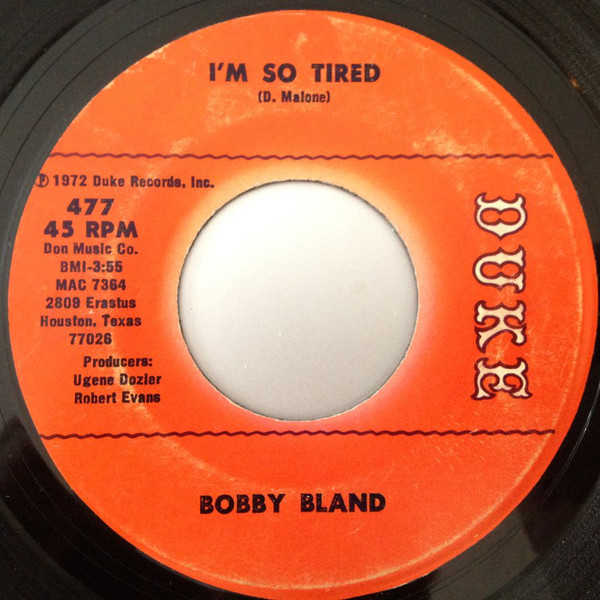 I'M SO TIRED
(D. Malone)
℗ 1972 Duke Records, Inc.
477
45 RPM
Don Music Co.
BMI-3:55
MAC 7364
2809 Erastus
Houston, Texas
77026
Producers:
Ugene Dozier
Robert Evans
DUKE
BOBBY BLAND